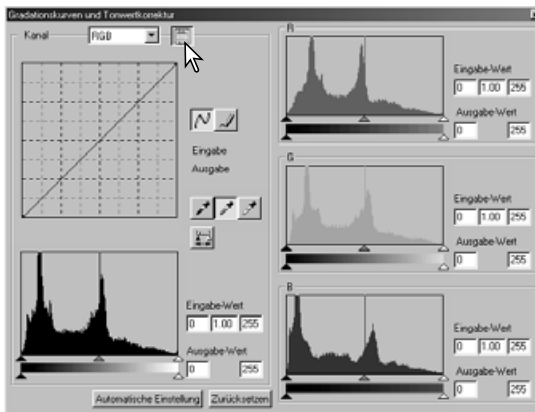 Gradationskurven und Tonwertkorrektur
Kanal
RGB
Eingabe
Ausgabe
Eingabe-Wert
0 1.00 255
Ausgabe-Wert
0 255
Automatische Einstellung Zurücksetzen
R
Eingabe-Wert
0 1.00 255
Ausgabe-Wert
0 255
G
Eingabe-Wert
0 1.00 255
Ausgabe-Wert
0 255
B
Eingabe-Wert
0 1.00 255
Ausgabe-Wert
0 255